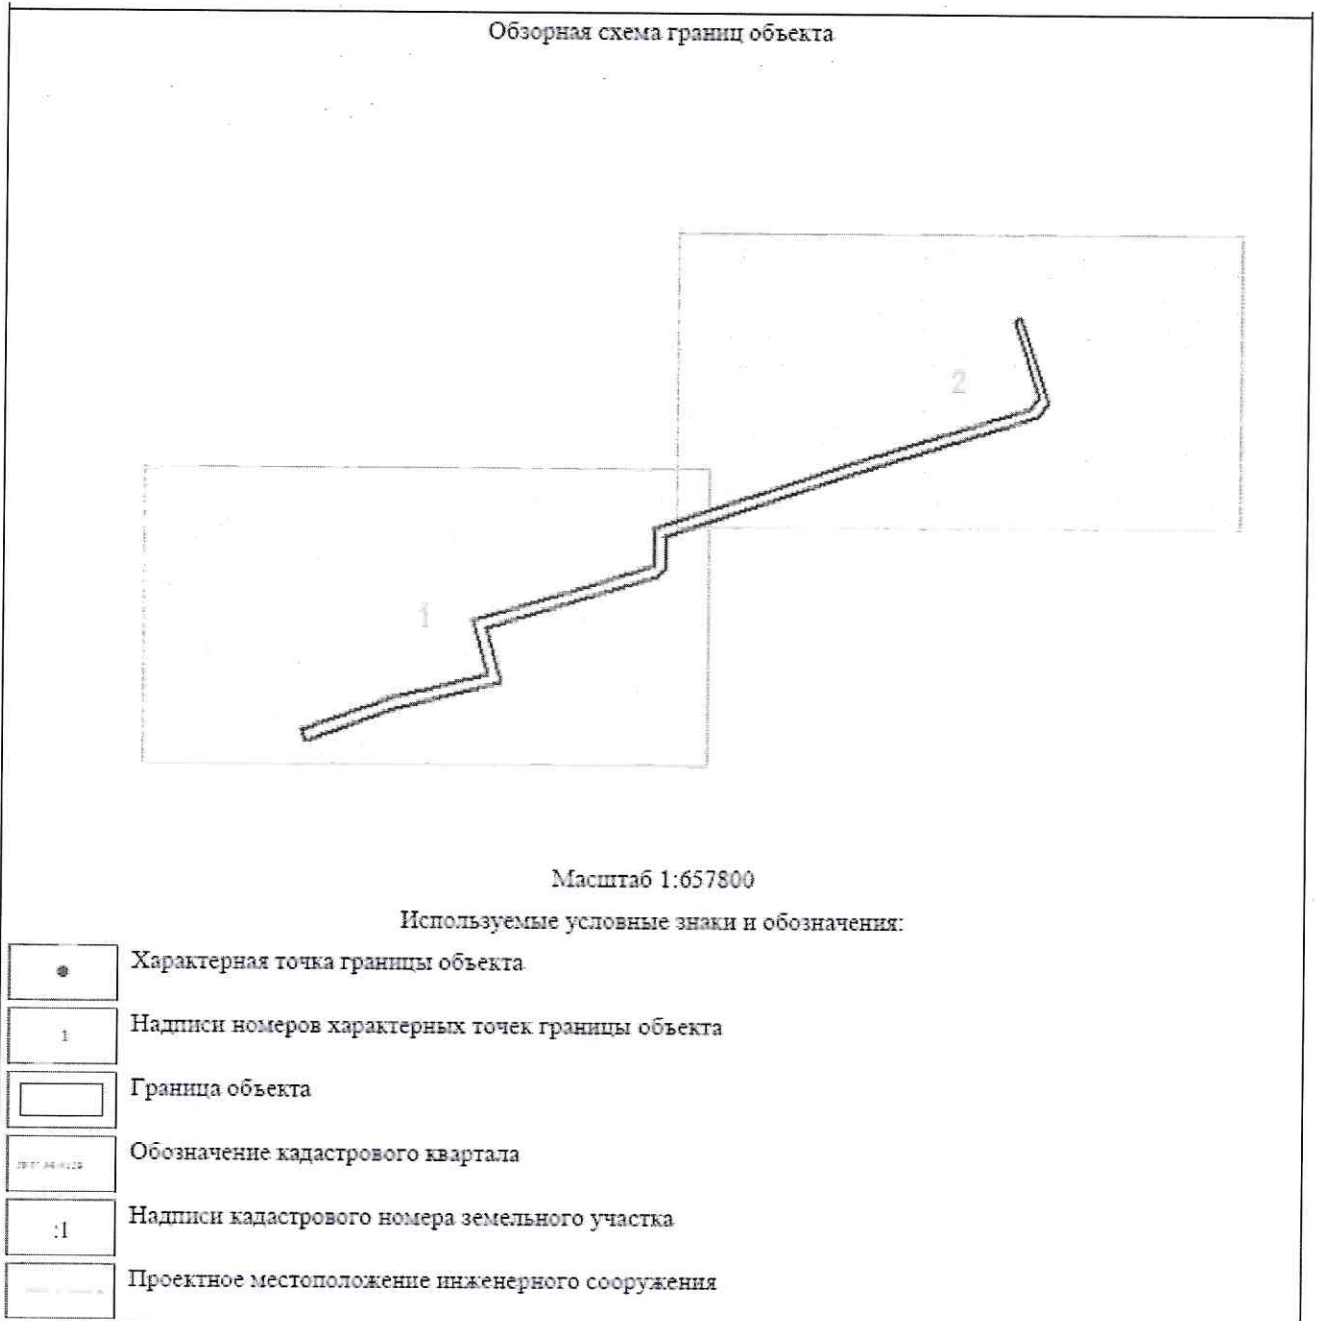 Обзорная схема границ объекта
2
1
Масштаб 1:657800
Используемые условные знаки и обозначения:
Характерная точка границы объекта
1
Надписи номеров характерных точек границы объекта
Граница объекта
Обозначение кадастрового квартала
:1
Надписи кадастрового номера земельного участка
Проектное местоположение инженерного сооружения